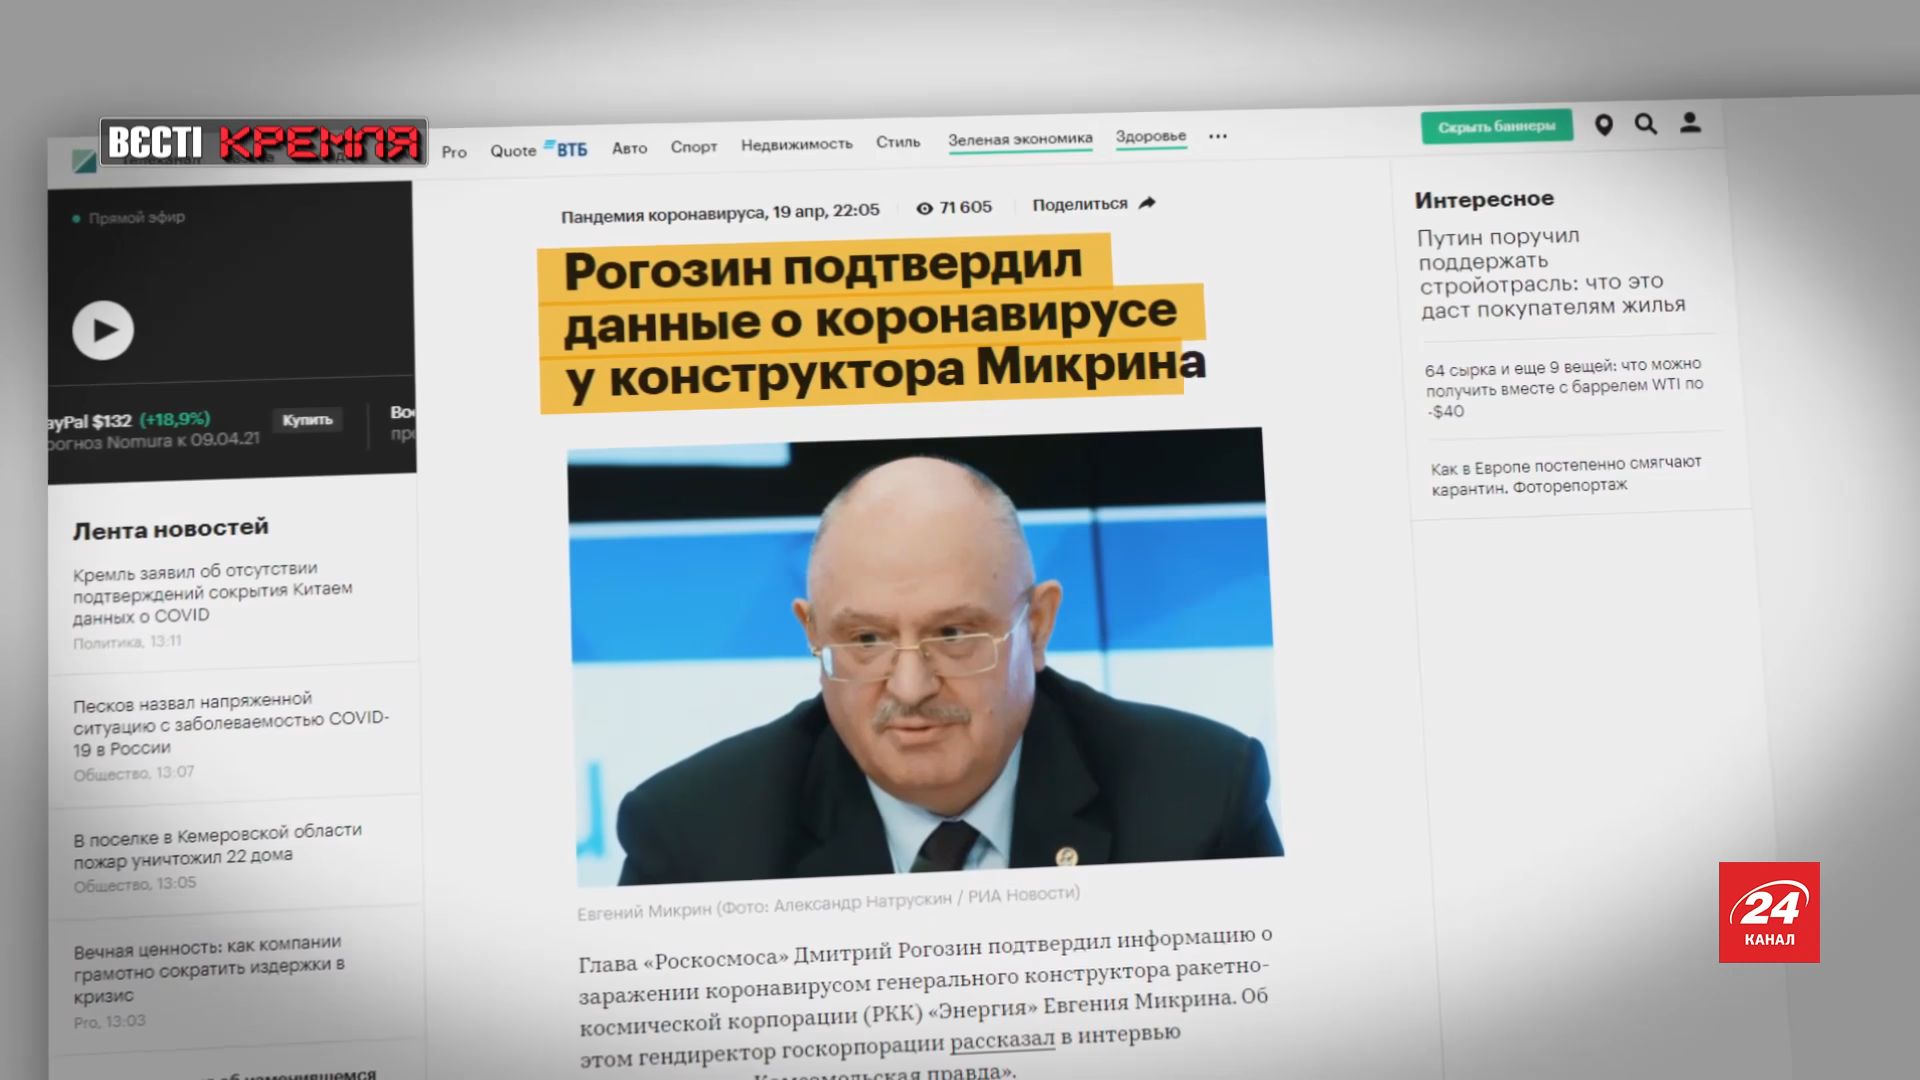 ВЄСТІ КРЕМЛЯ
Pro
Quote
ВТБ
Авто
Спорт
Недвижимость
Стиль
Зеленая экономика
Здоровье
Скрыть баннеры
Прямой эфир
ayPal $132 (+18,9%)
рогноз Nomura к 09.04.21
Купить
Лента новостей
Кремль заявил об отсутствии
подтверждений сокрытия Китаем
данных о COVID
Политика, 13:11
Песков назвал напряженной
ситуацию с заболеваемостью COVID-
19 в России
Общество, 13:07
В поселке в Кемеровской области
пожар уничтожил 22 дома
Общество, 13:05
Вечная ценность: как компании
грамотно сократить издержки в
кризис
Pro, 13:03
об изменившемся
Пандемия коронавируса, 19 апр, 22:05
71 605
Поделиться
Рогозин подтвердил
данные о коронавирусе
у конструктора Микрина
Евгений Микрин (Фото: Александр Натрускин / РИА Новости)
Глава «Роскосмоса» Дмитрий Рогозин подтвердил информацию о
заражении коронавирусом генерального конструктора ракетно-
космической корпорации (РКК) «Энергия» Евгения Микрина. Об
этом гендиректор госкорпорации рассказал в интервью
Комсомольская правда».
Интересное
Путин поручил
поддержать
стройотрасль: что это
даст покупателям жилья
64 сырка и еще 9 вещей: что можно
получить вместе с баррелем WTI по
-$40
Как в Европе постепенно смягчают
карантин. Фоторепортаж
24
КАНАЛ